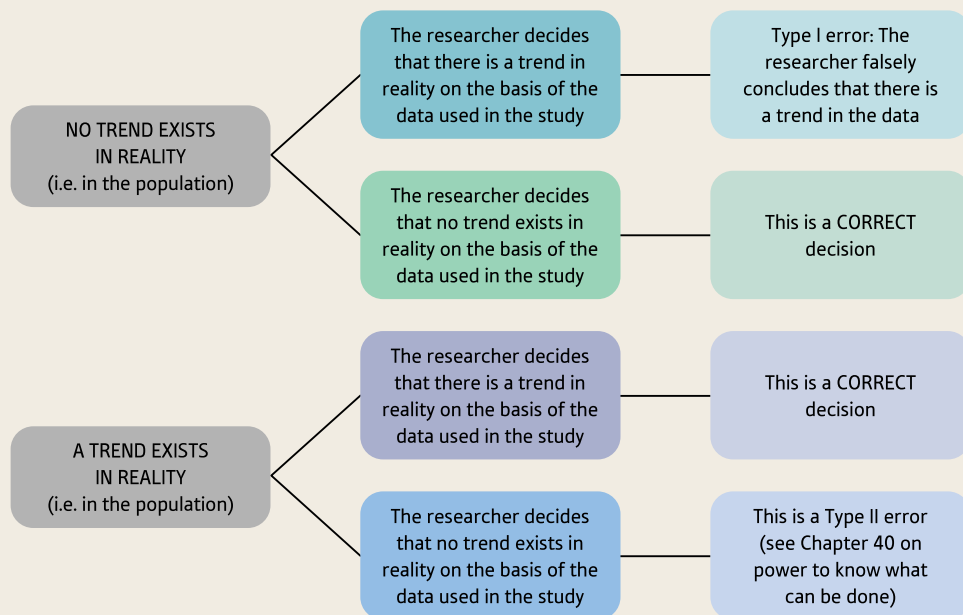 NO TREND EXISTS
IN REALITY
(i.e. in the population)
The researcher decides
that there is a trend in
reality on the basis of the
data used in the study
Type I error: The
researcher falsely
concludes that there is
a trend in the data
The researcher decides
that no trend exists in
reality on the basis of the
data used in the study
This is a CORRECT
decision
A TREND EXISTS
IN REALITY
(i.e. in the population)
The researcher decides
that there is a trend in
reality on the basis of the
data used in the study
This is a CORRECT
decision
The researcher decides
that no trend exists in
reality on the basis of the
data used in the study
This is a Type II error
(see Chapter 40 on
power to know what
can be done)